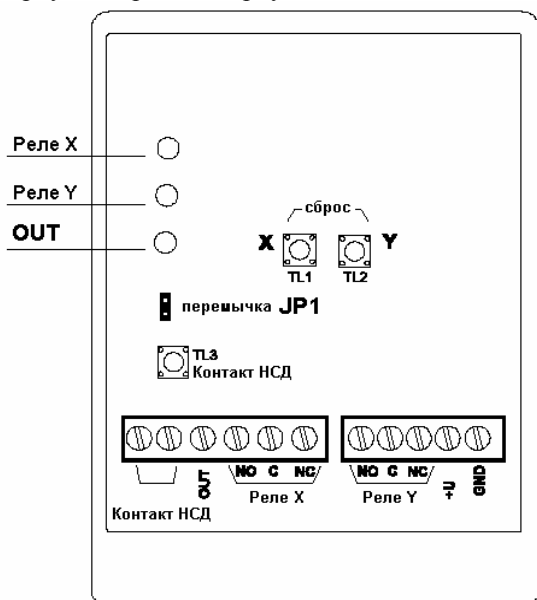 Реле X
Реле Y
OUT
сброс
X
Y
TL1
TL2
перемычка JP1
TL3
Контакт НСД
OUT
NO C NC
NO C NC
+U
GND
Реле X
Реле Y
Контакт НСД